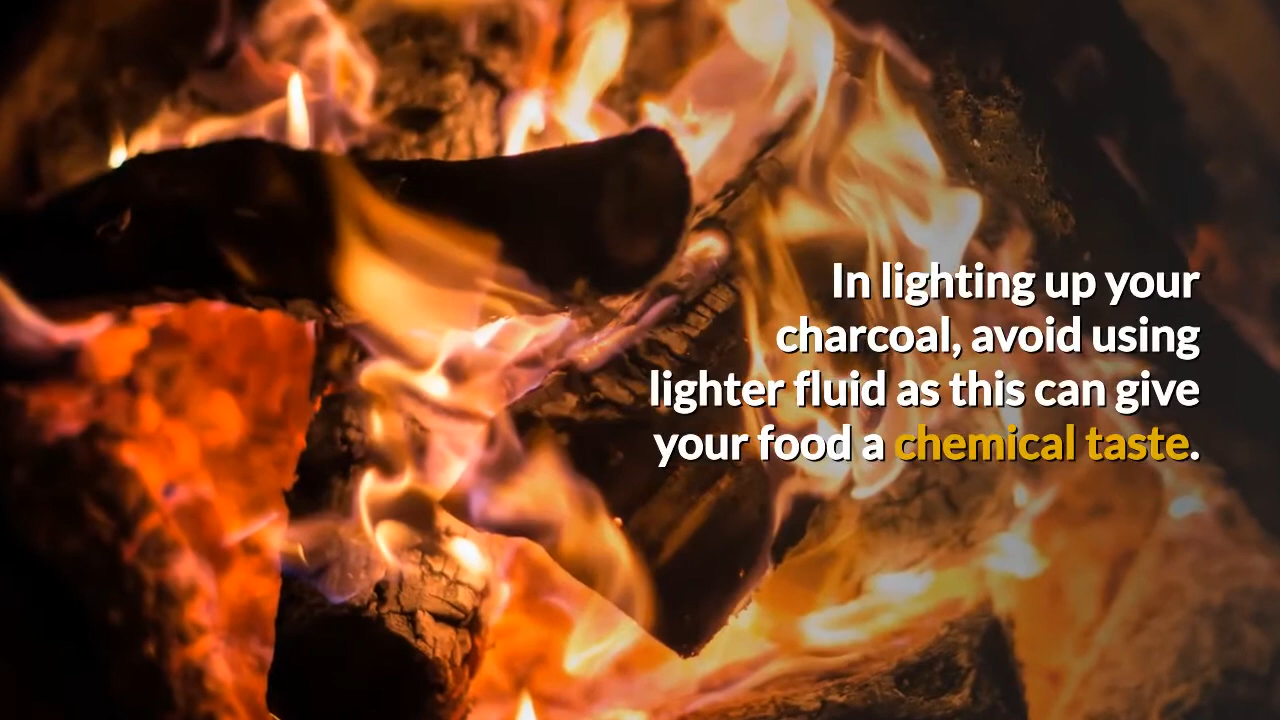 In lighting up your
charcoal, avoid using
lighter fluid as this can give
your food a chemical taste.